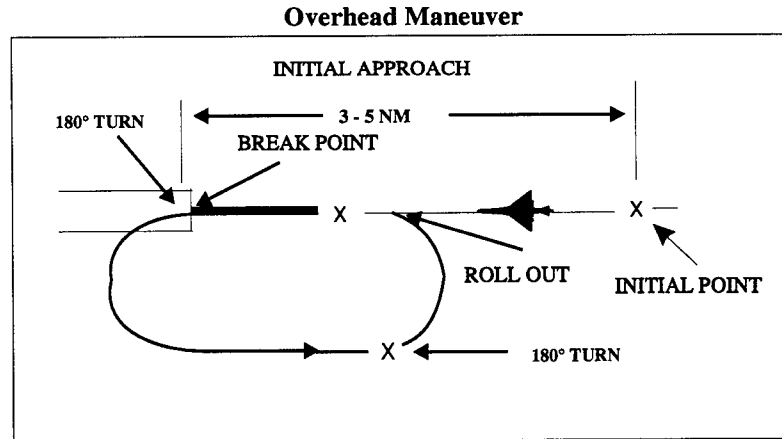 Overhead Maneuver
INITIAL APPROACH
3 - 5 NM
180° TURN
BREAK POINT
X
X
ROLL OUT
INITIAL POINT
X
180° TURN